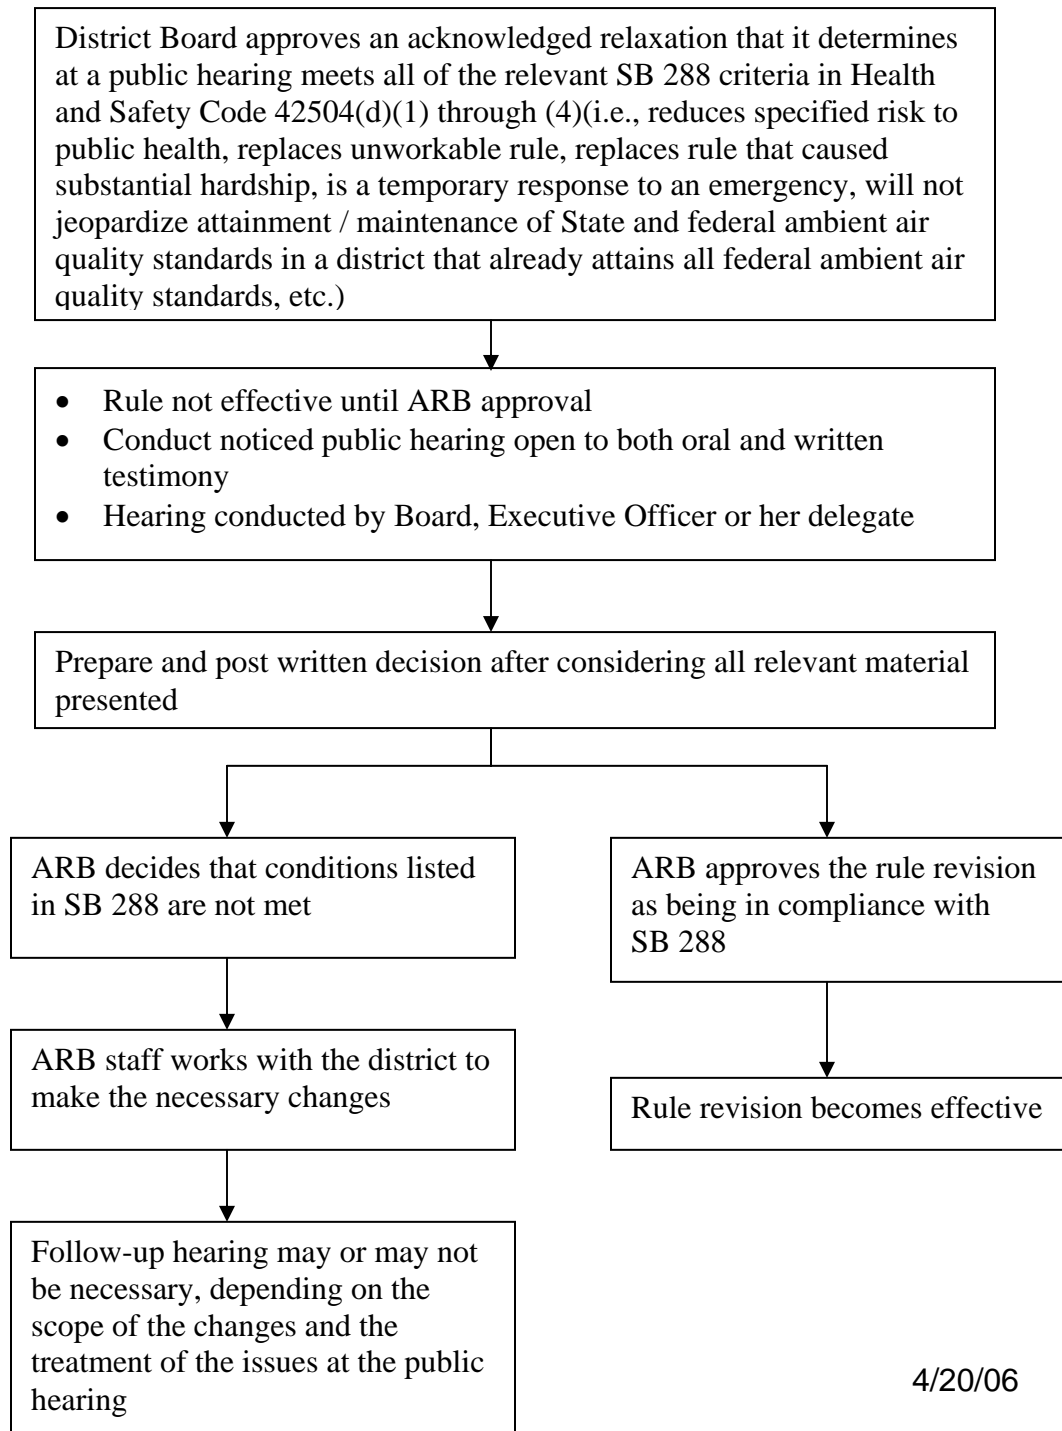 District Board approves an acknowledged relaxation that it determines
at a public hearing meets all of the relevant SB 288 criteria in Health
and Safety Code 42504(d)(1) through (4)(i.e., reduces specified risk to
public health, replaces unworkable rule, replaces rule that caused
substantial hardship, is a temporary response to an emergency, will not
jeopardize attainment / maintenance of State and federal ambient air
quality standards in a district that already attains all federal ambient air
quality standards, etc.)
• Rule not effective until ARB approval
• Conduct noticed public hearing open to both oral and written
testimony
• Hearing conducted by Board, Executive Officer or her delegate
Prepare and post written decision after considering all relevant material
presented
ARB decides that conditions listed
in SB 288 are not met
ARB approves the rule revision
as being in compliance with
SB 288
ARB staff works with the district to
make the necessary changes
Rule revision becomes effective
Follow-up hearing may or may not
be necessary, depending on the
scope of the changes and the
treatment of the issues at the public
hearing
4/20/06